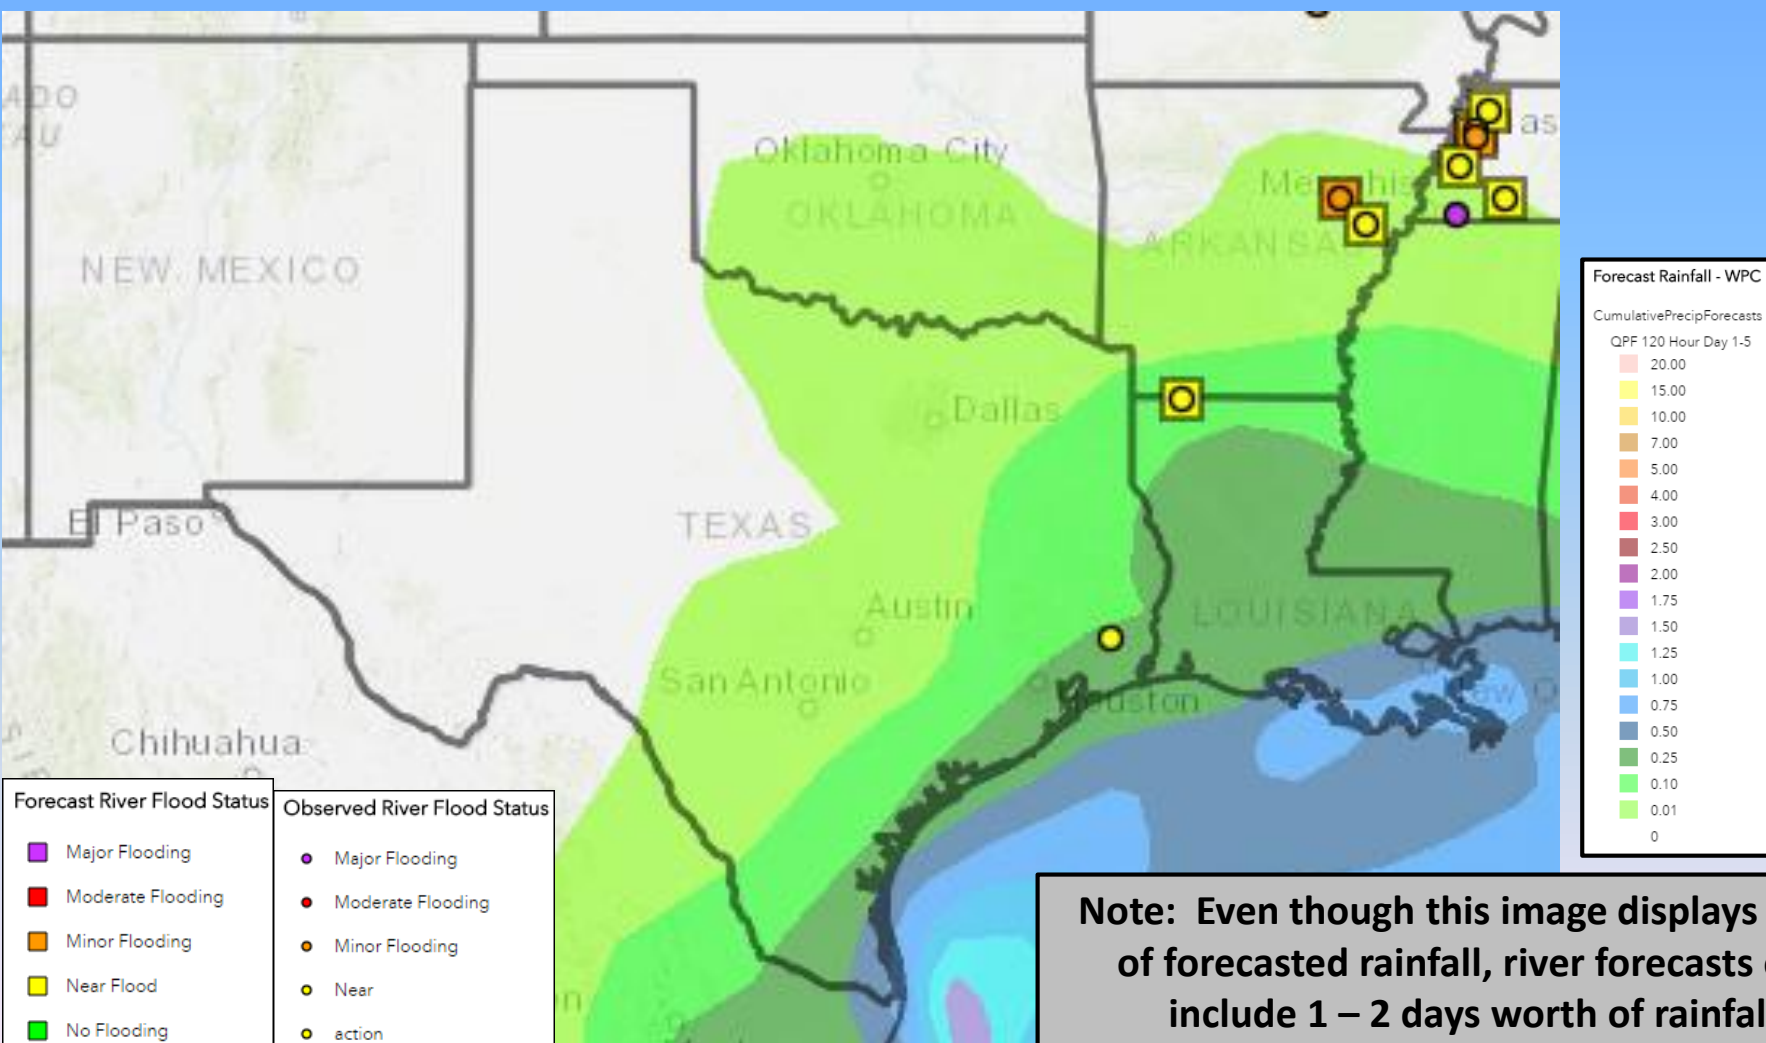 Oklahoma City
OKLAHOMA
NEW MEXICO
ARKANSA
Dallas
El Paso
TEXAS
Austin
LOUISIANA
San Antonio
Chihuahua
Forecast Rainfall - WPC
CumulativePrecipForecasts
QPF 120 Hour Day 1-5
20.00
15.00
10.00
7.00
5.00
4.00
3.00
2.50
2.00
1.75
1.50
1.25
1.00
0.75
0.50
0.25
0.10
0.01
0
Forecast River Flood Status
Major Flooding
Moderate Flooding
Minor Flooding
Near Flood
No Flooding
Observed River Flood Status
Major Flooding
Moderate Flooding
Minor Flooding
Near
action
Note: Even though this image displays
of forecasted rainfall, river forecasts
include 1 – 2 days worth of rainfal